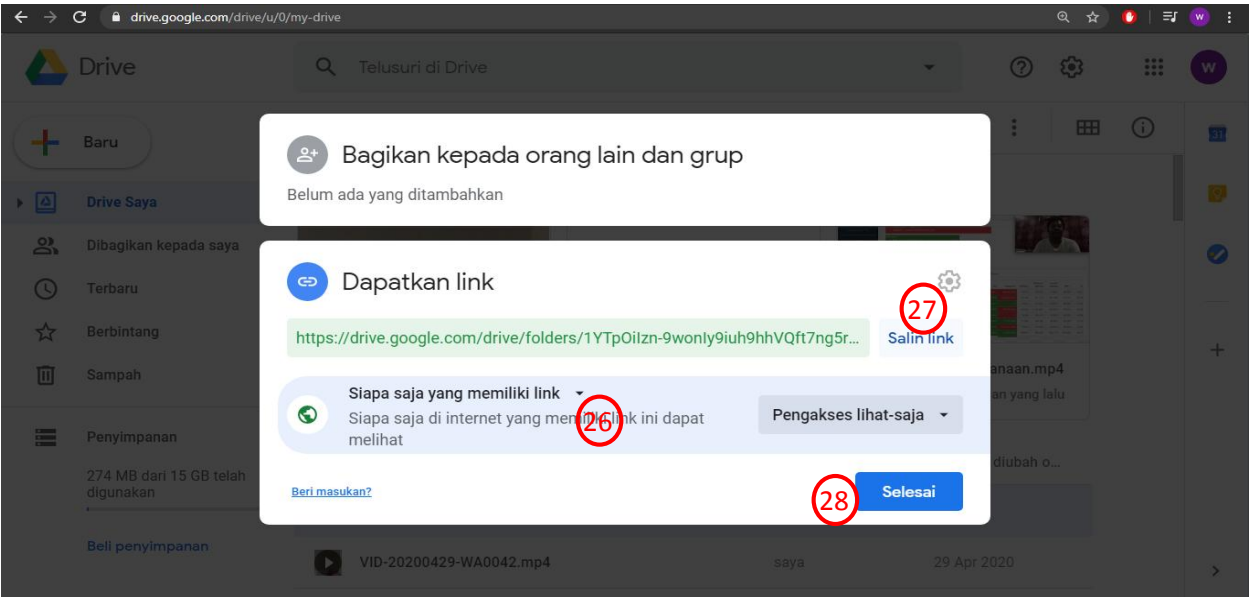 drive.google.com/drive/u/0/my-drive
w
Drive
Telusuri di Drive
W
Baru
31
Bagikan kepada orang lain dan grup
Belum ada yang ditambahkan
Drive Saya
Dibagikan kepada saya
Terbaru
Berbintang
Sampah
Penyimpanan
274 MB dari 15 GB telah
digunakan
Beli penyimpanan
Dapatkan link
27
https://drive.google.com/drive/folders/1YTpOiIzn-9wonIy9iuh9hhVQft7ng5r...
Salin link
Siapa saja yang memiliki link
Siapa saja di internet yang memiliki link ini dapat
melihat
26
Pengakses lihat-saja
Beri masukan?
28
Selesai
anaan.mp4
an yang lalu
diubah o...
VID-20200429-WA0042.mp4 saya 29 Apr 2020